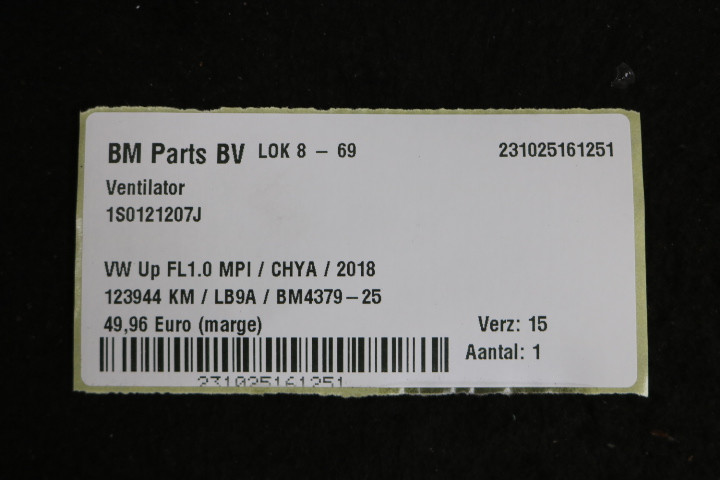 BM Parts BV LOK 8 – 69 231025161251
Ventilator
1S0121207J
VW Up FL1.0 MPI / CHYA / 2018
123944 KM / LB9A / BM4379–25
49,96 Euro (marge) Verz: 15
Aantal: 1
231025161251